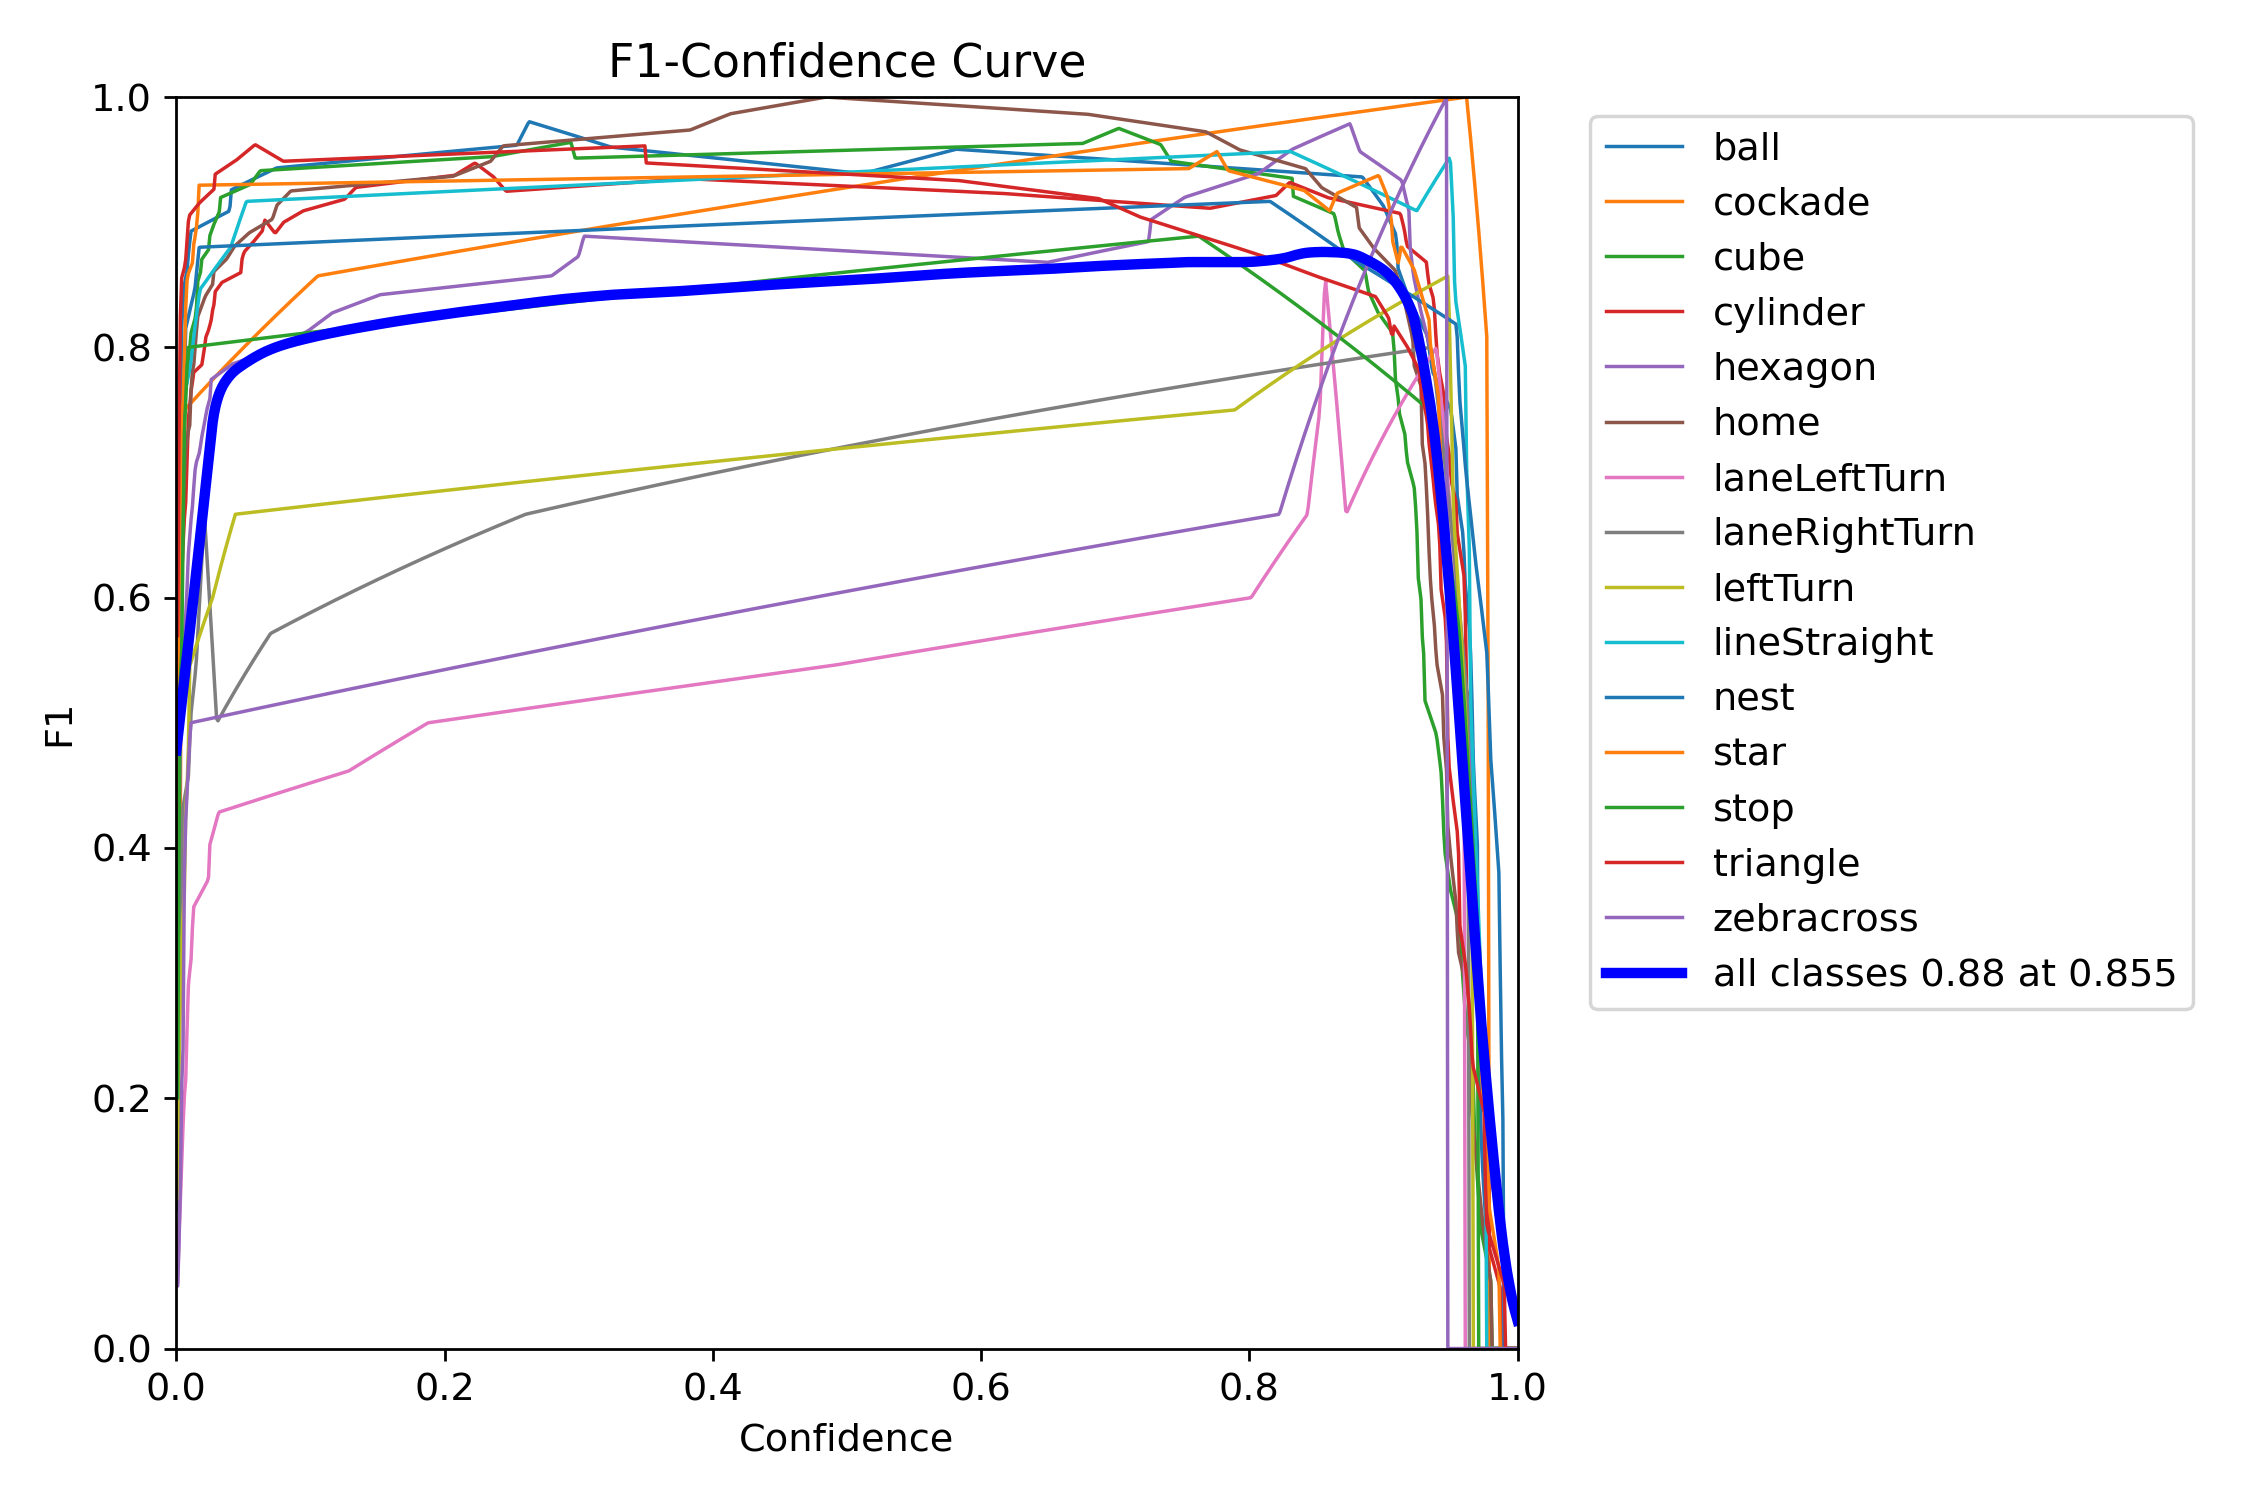 F1-Confidence Curve
1.0
0.8
0.6
0.4
0.2
0.0
F1
0.0 0.2 0.4 0.6 0.8 1.0
Confidence
ball
cockade
cube
cylinder
hexagon
home
laneLeftTurn
laneRightTurn
leftTurn
lineStraight
nest
star
stop
triangle
zebracross
all classes 0.88 at 0.855